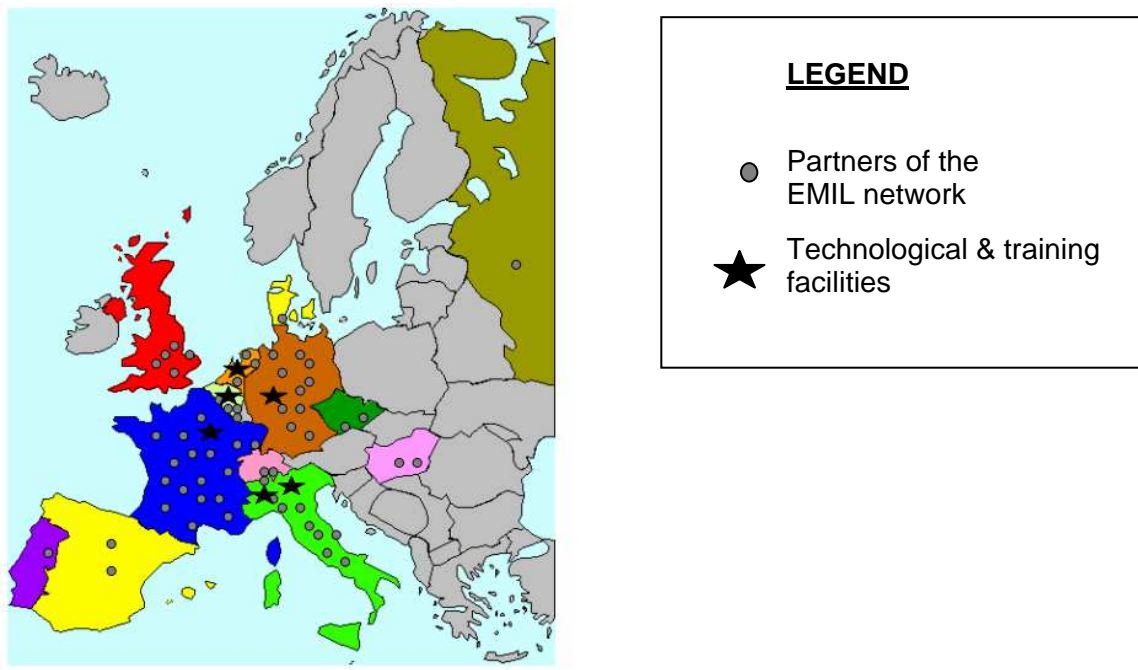 LEGEND
Partners of the
EMIL network
Technological & training
facilities